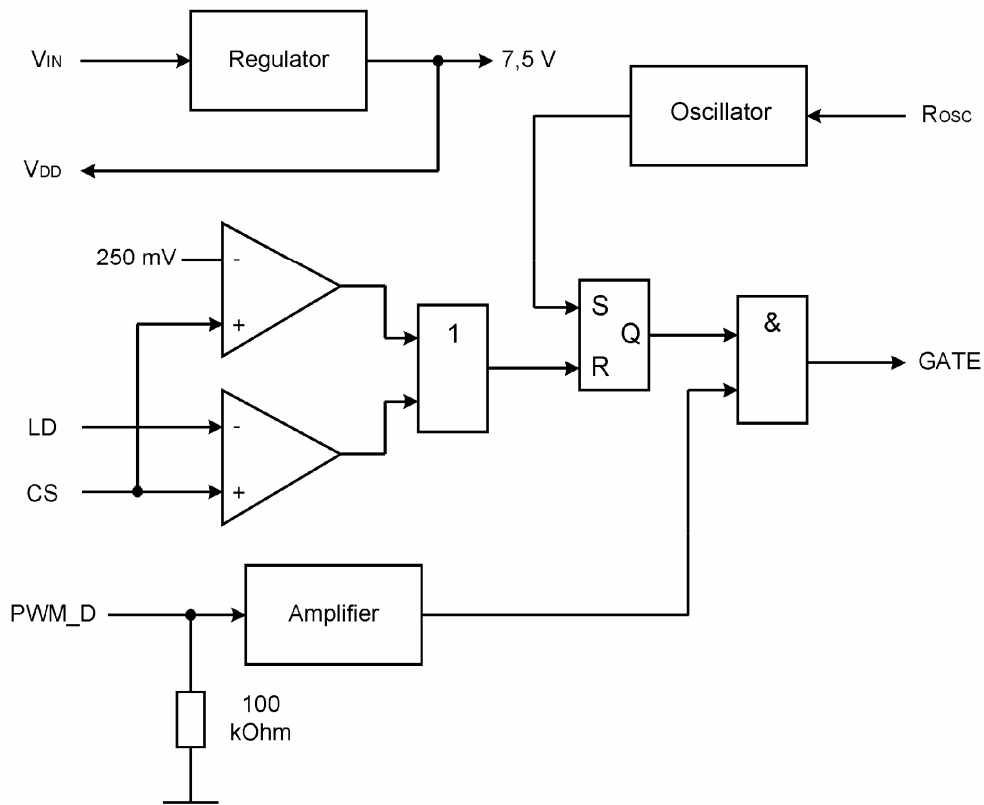 VIN
Regulator
7,5 V
Oscillator
ROSC
VDD
250 mV
-
+
1
S
Q
R
&
GATE
LD
-
CS
+
PWM_D
Amplifier
100
kOhm